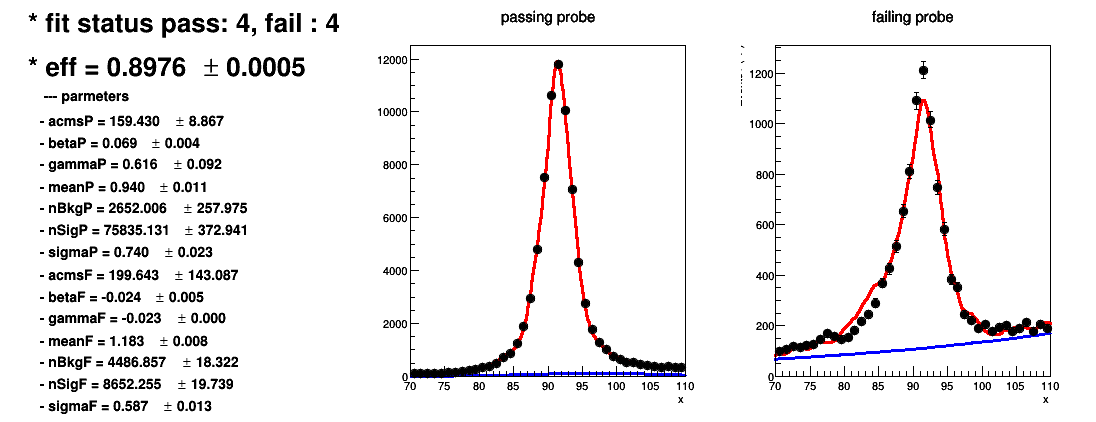 * fit status pass: 4, fail : 4
* eff = 0.8976 ± 0.0005
--- parmeters
- acmsP = 159.430 ± 8.867
- betaP = 0.069 ± 0.004
- gammaP = 0.616 ± 0.092
- meanP = 0.940 ± 0.011
- nBkgP = 2652.006 ± 257.975
- nSigP = 75835.131 ± 372.941
- sigmaP = 0.740 ± 0.023
- acmsF = 199.643 ± 143.087
- betaF = -0.024 ± 0.005
- gammaF = -0.023 ± 0.000
- meanF = 1.183 ± 0.008
- nBkgF = 4486.857 ± 18.322
- nSigF = 8652.255 ± 19.739
- sigmaF = 0.587 ± 0.013
passing probe
12000
10000
8000
6000
4000
2000
0
70 75 80 85 90 95 100 105 110
x
failing probe
1200
1000
800
600
400
200
0
70 75 80 85 90 95 100 105 110
x